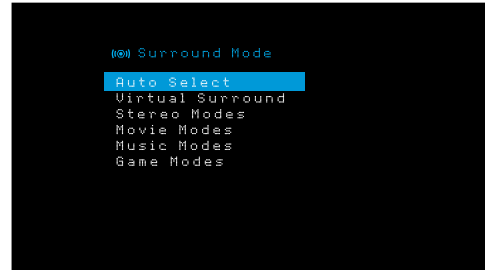 Surround Mode
Auto Select
Virtual Surround
Stereo Modes
Movie Modes
Music Modes
Game Modes